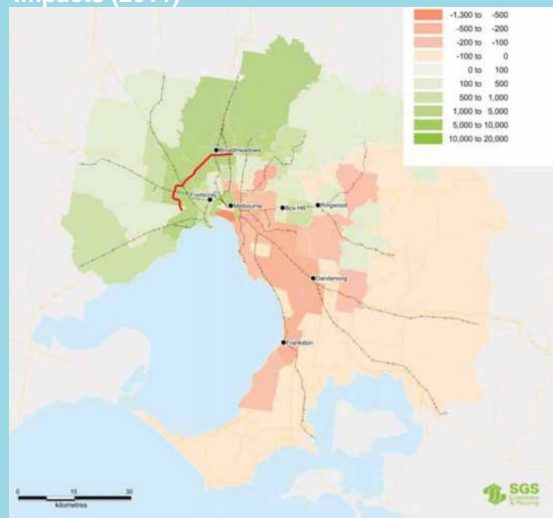 Impacts (2011)
-1,300 to -500
-500 to -200
-200 to -100
-100 to 0
0 to 100
100 to 500
500 to 1,000
1,000 to 5,000
5,000 to 10,000
10,000 to 20,000
Broadmeadows
Footscray
Melbourne
Box Hill
Ringwood
Dandenong
Frankston
0 15 30
kilometres
SGS
Economics
& Planning